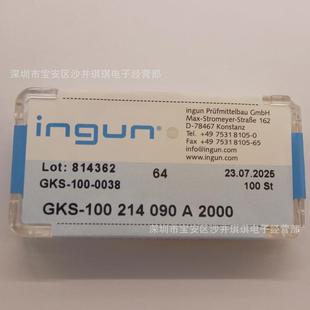 深圳市宝安区沙井琪琪电子经营部
ingun Prüfmittelbau GmbH
Max-Stromeyer-Straße 162
D-78467 Konstanz
Tel +49 7531 8105-0
Fax +49 7531 8105-65
info@ingun.com
www.ingun.com
ingun
Lot: 814362
64
23.07.2025
GKS-100-0038
100 St
GKS-100 214 090 A 2000
深圳市宝安区沙井琪琪电子经营部